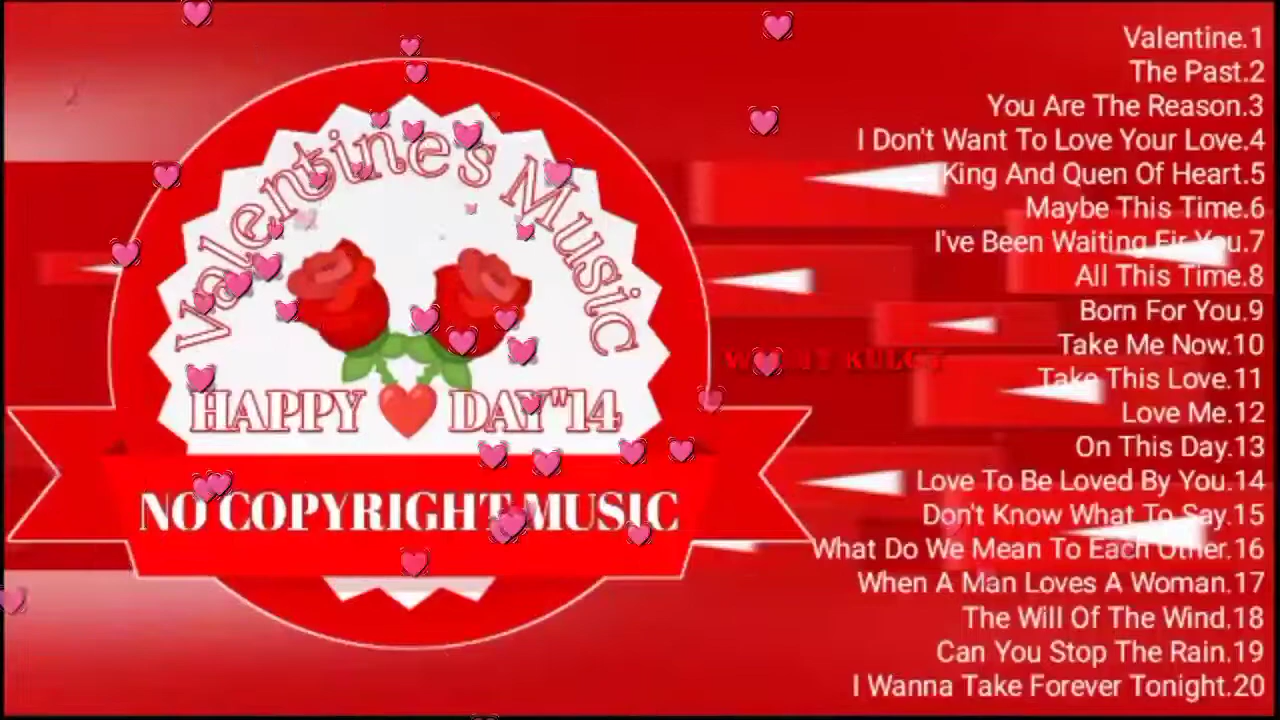 Valentine's Music
HAPPY DAY"14
NO COPYRIGHT MUSIC
Valentine.1
The Past.2
You Are The Reason.3
I Don't Want To Love Your Love.4
King And Quen Of Heart.5
Maybe This Time.6
I've Been Waiting Fir You.7
All This Time.8
Born For You.9
Take Me Now.10
Take This Love.11
Love Me.12
On This Day.13
Love To Be Loved By You.14
Don't Know What To Say.15
What Do We Mean To Each Other.16
When A Man Loves A Woman.17
The Will Of The Wind.18
Can You Stop The Rain.19
I Wanna Take Forever Tonight.20